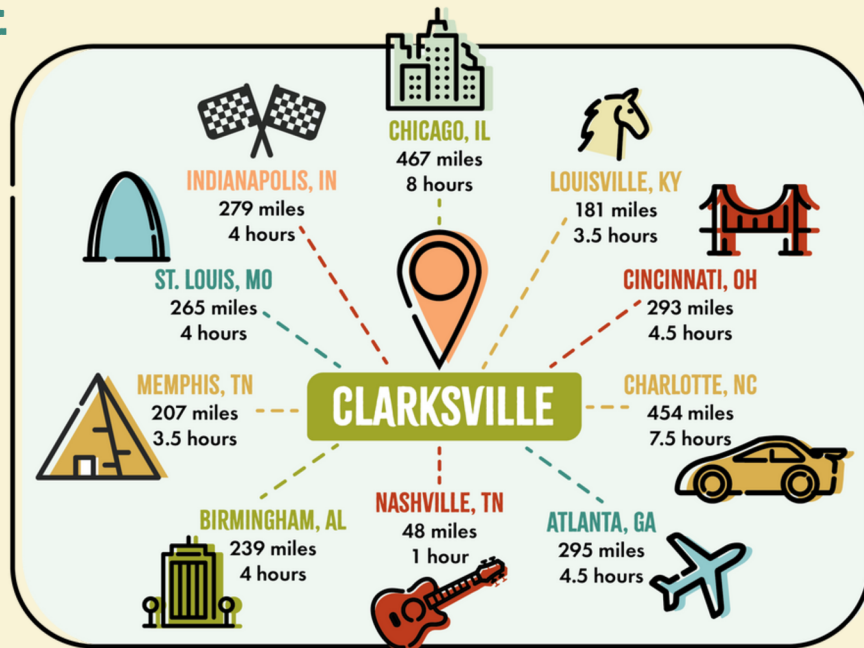 CHICAGO, IL
467 miles
8 hours
INDIANAPOLIS, IN
279 miles
4 hours
LOUISVILLE, KY
181 miles
3.5 hours
ST. LOUIS, MO
265 miles
4 hours
CINCINNATI, OH
293 miles
4.5 hours
MEMPHIS, TN
207 miles
3.5 hours
CLARKSVILLE
CHARLOTTE, NC
454 miles
7.5 hours
BIRMINGHAM, AL
239 miles
4 hours
NASHVILLE, TN
48 miles
1 hour
ATLANTA, GA
295 miles
4.5 hours